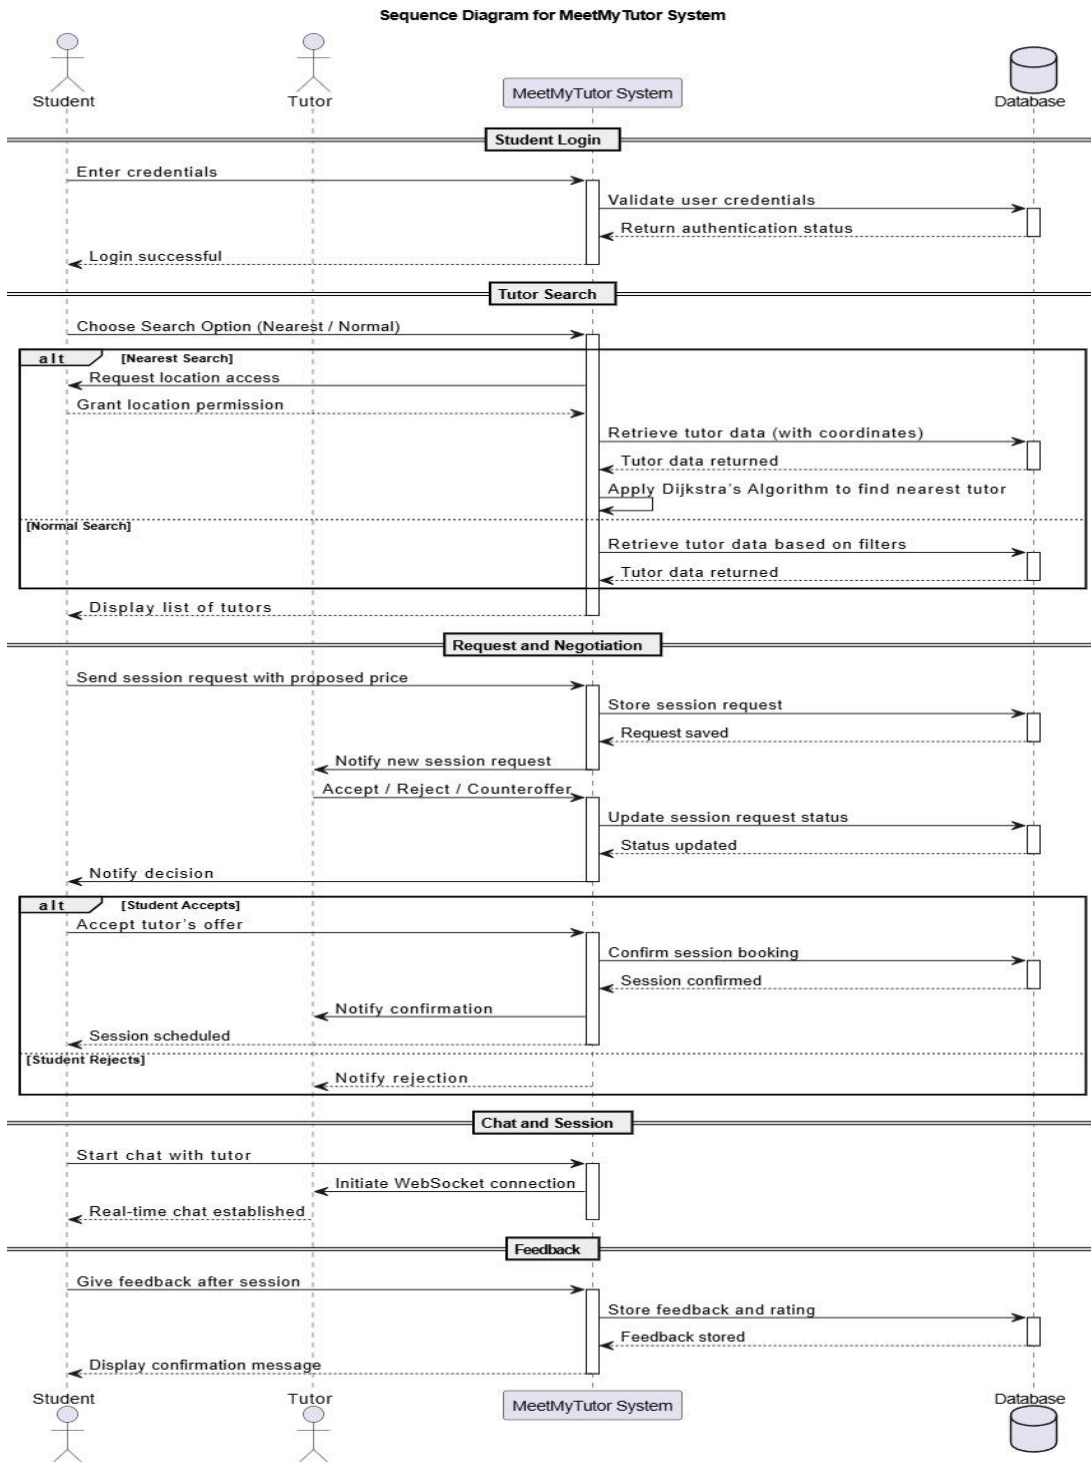 Sequence Diagram for MeetMyTutor System
Student
Tutor
MeetMyTutor System
Database
Student Login
Enter credentials
Validate user credentials
Return authentication status
Login successful
Tutor Search
Choose Search Option (Nearest / Normal)
alt
[Nearest Search]
Request location access
Grant location permission
Retrieve tutor data (with coordinates)
Tutor data returned
Apply Dijkstra's Algorithm to find nearest tutor
[Normal Search]
Retrieve tutor data based on filters
Tutor data returned
Display list of tutors
Request and Negotiation
Send session request with proposed price
Store session request
Request saved
Notify new session request
Accept / Reject / Counteroffer
Update session request status
Status updated
Notify decision
alt
[Student Accepts]
Accept tutor's offer
Confirm session booking
Session confirmed
Notify confirmation
Session scheduled
[Student Rejects]
Notify rejection
Chat and Session
Start chat with tutor
Initiate WebSocket connection
Real-time chat established
Feedback
Give feedback after session
Store feedback and rating
Feedback stored
Display confirmation message
Student
Tutor
MeetMyTutor System
Database